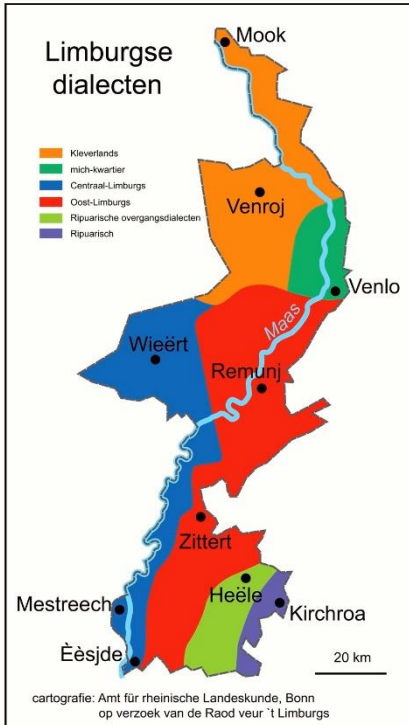 Limburgse
dialecten
Kleverlands
mich-kwartier
Centraal-Limburgs
Oost-Limburgs
Ripuarische overgangsdialecten
Ripuarisch
Mook
Venroj
Venlo
Maas
Wieërt
Remunj
Zittert
Heële
Mestreech
Kirchroa
Èèsjde
20 km
cartografie: Amt für rheinische Landeskunde, Bonn
op verzoek van de Raod veur `t Limburgs